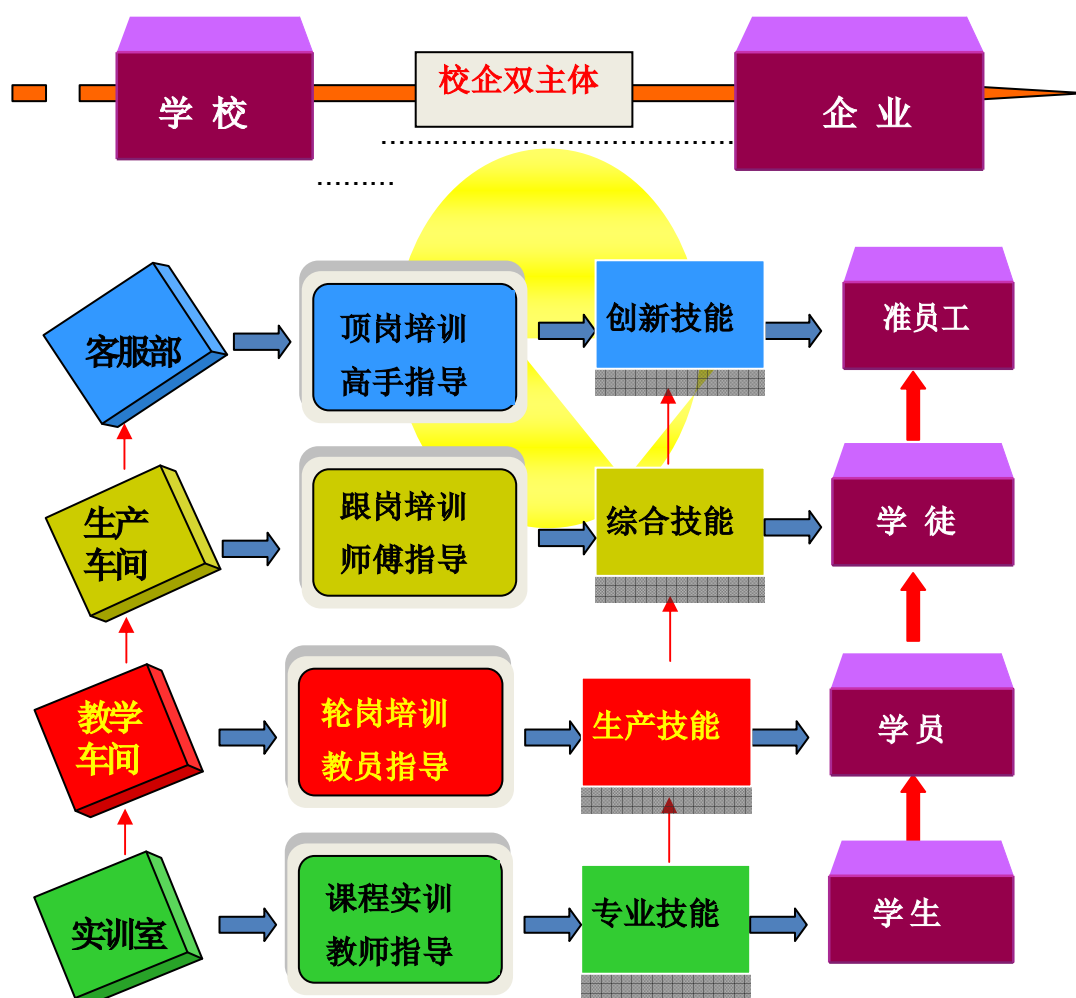 学 校
校企双主体
企 业
客服部
顶岗培训
高手指导
创新技能
准员工
生产
车间
跟岗培训
师傅指导
综合技能
学 徒
教学
车间
轮岗培训
教员指导
生产技能
学 员
实训室
课程实训
教师指导
专业技能
学 生